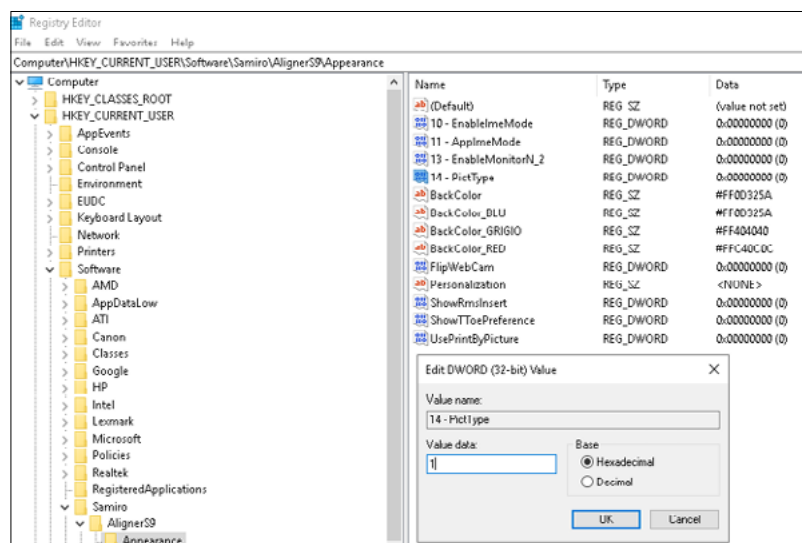 Registry Editor
File Edit View Favorites Help
Computer\HKEY_CURRENT_USER\Software\Samiro\AlignerS9\Appearance
Computer
HKEY_CLASSES_ROOT
HKEY_CURRENT_USER
AppEvents
Console
Control Panel
Environment
EUDC
Keyboard Layout
Network
Printers
Software
AMD
AppDataLow
ATI
Canon
Classes
Google
HP
Intel
Lexmark
Microsoft
Policies
Realtek
RegisteredApplications
Samiro
AlignerS9
Appearance
Name Type Data
(Default) REG_SZ (value not set)
10 - EnableImeMode REG_DWORD 0x00000000 (0)
11 - AppImeMode REG_DWORD 0x00000000 (0)
13 - EnableMonitorN_2 REG_DWORD 0x00000000 (0)
14 - PictType REG_DWORD 0x00000000 (0)
BackColor REG_SZ #FF0D325A
BackColor_BLU REG_SZ #FF0D325A
BackColor_GRIGIO REG_SZ #FF404040
BackColor_RED REG_SZ #FFC40C0C
FlipWebCam REG_DWORD 0x00000000 (0)
Personalization REG_SZ <NONE>
ShowRmsInsert REG_DWORD 0x00000000 (0)
ShowTToePreference REG_DWORD 0x00000000 (0)
UsePrintByPicture REG_DWORD 0x00000000 (0)
Edit DWORD (32-bit) Value
Value name:
14 - PictType
Value data:
1
Base
Hexadecimal
Decimal
OK Cancel